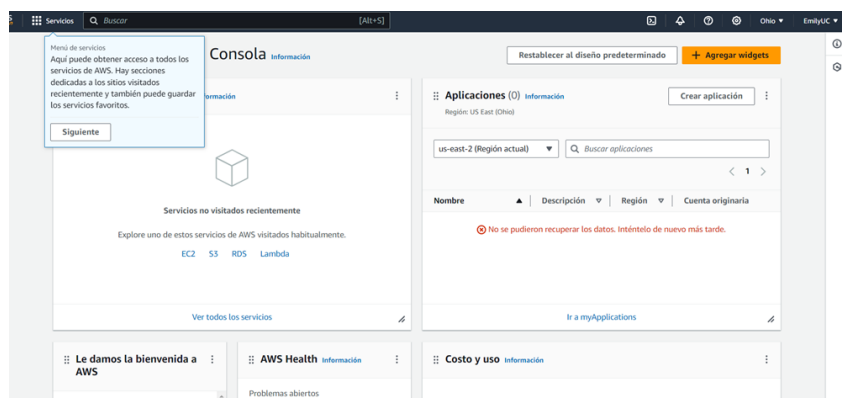 Servicios
Buscar
[Alt+S]
Ohio
EmilyUC
Menú de servicios
Aquí puede obtener acceso a todos los
servicios de AWS. Hay secciones
dedicadas a los sitios visitados
recientemente y también puede guardar
los servicios favoritos.
Siguiente
Consola Información
Restablecer al diseño predeterminado
+ Agregar widgets
Servicios no visitados recientemente
Explore uno de estos servicios de AWS visitados habitualmente.
EC2 S3 RDS Lambda
Ver todos los servicios
Aplicaciones (0) Información
Región: US East (Ohio)
Crear aplicación
us-east-2 (Región actual)
Buscar aplicaciones
1
Nombre Descripción Región Cuenta originaria
No se pudieron recuperar los datos. Inténtelo de nuevo más tarde.
Ir a myApplications
Le damos la bienvenida a
AWS
AWS Health Información
Problemas abiertos
Costo y uso Información